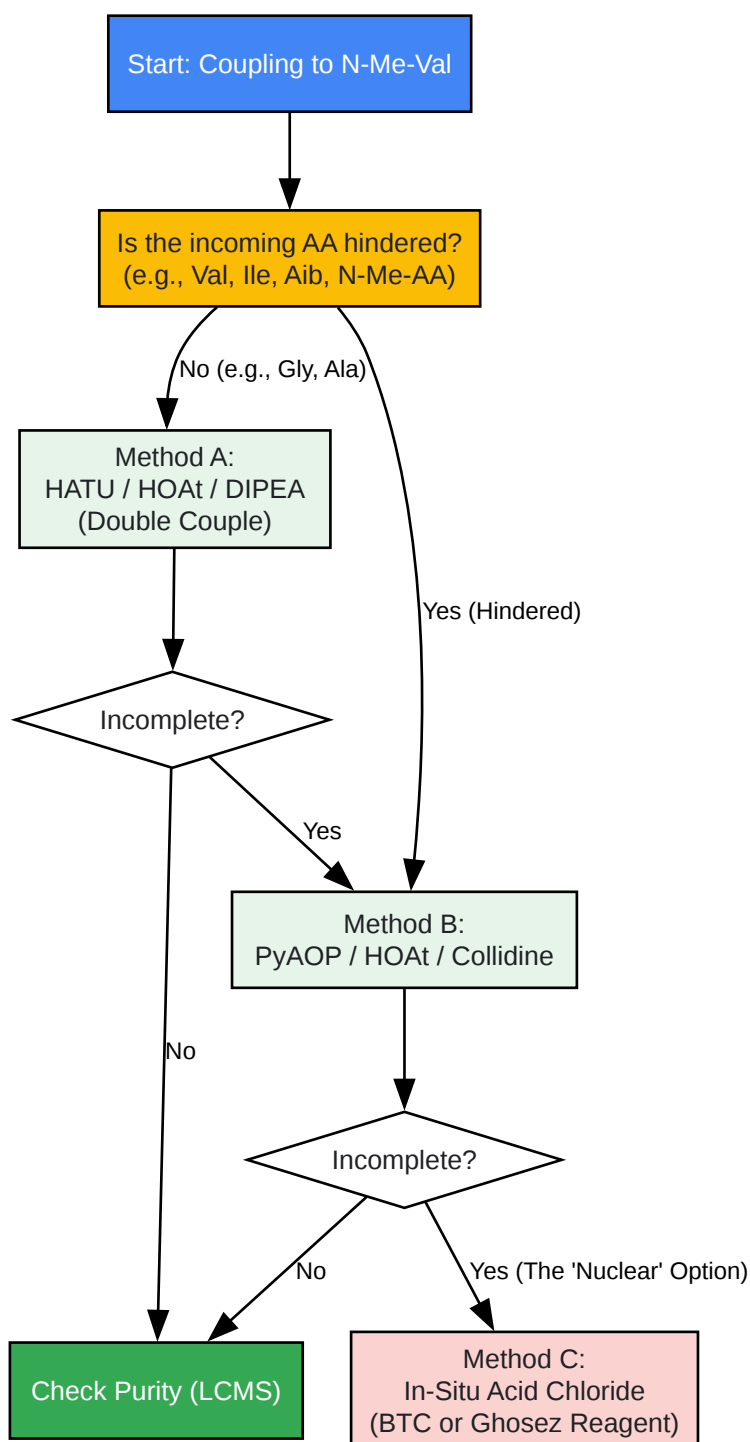 Start: Coupling to N-Me-Val
Is the incoming AA hindered?
(e.g., Val, Ile, Aib, N-Me-AA)
No (e.g., Gly, Ala)
Method A:
HATU / HOAt / DIPEA
(Double Couple)
Yes (Hindered)
Incomplete?
Yes
Method B:
PyAOP / HOAt / Collidine
No
Incomplete?
No
Yes (The 'Nuclear' Option)
Check Purity (LCMS)
Method C:
In-Situ Acid Chloride
(BTC or Ghosez Reagent)